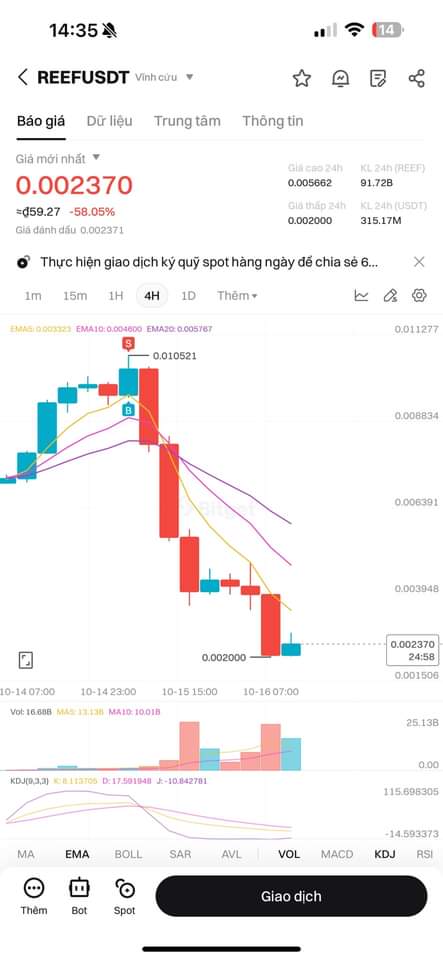 14:35
14
REEFUSDT Vĩnh cứu
Báo giá Dữ liệu Trung tâm Thông tin
Giá mới nhất
0.002370
≈₫59.27 -58.05%
Giá đánh dấu 0.002371
Giá cao 24h KL 24h (REEF)
0.005662 91.72B
Giá thấp 24h KL 24h (USDT)
0.002000 315.17M
Thực hiện giao dịch ký quỹ spot hàng ngày để chia sẻ 6...
1m 15m 1H 4H 1D Thêm
EMA5: 0.003323 EMA10: 0.004600 EMA20: 0.005767
0.011277
S
0.010521
B
0.008834
0.006391
Bitget
0.003948
0.002370
24:58
0.002000
0.001506
10-14 07:00 10-14 23:00 10-15 15:00 10-16 07:00
Vol: 16.68B MA5: 13.13B MA10: 10.01B
25.13B
0.00
KDJ(9,3,3) K: 8.113705 D: 17.591948 J: -10.842781
115.698305
-14.593373
MA EMA BOLL SAR AVL VOL MACD KDJ RSI
Thêm Bot Spot Giao dịch